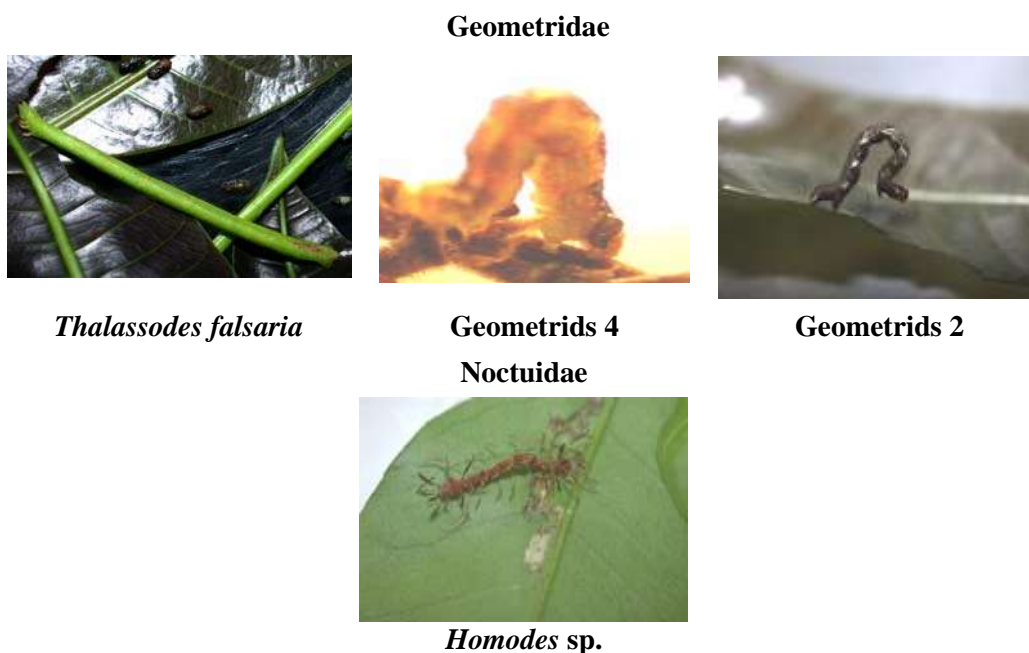 Geometridae
Thalassodes falsaria
Geometrids 4
Geometrids 2
Noctuidae
Homodes sp.